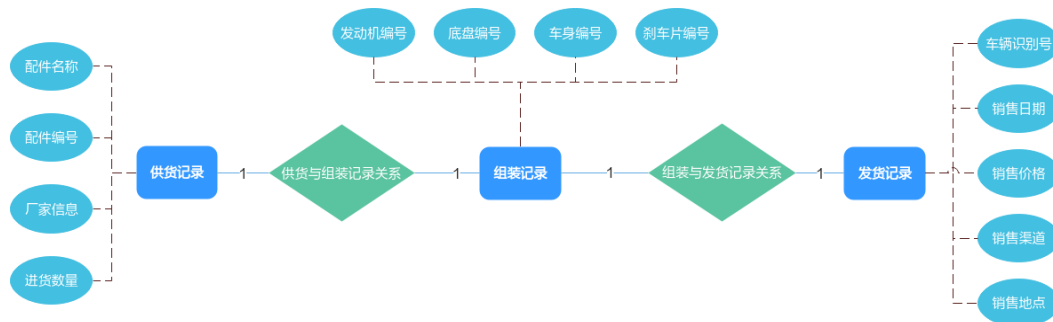 发动机编号
底盘编号
车身编号
刹车片编号
配件名称
配件编号
厂家信息
进货数量
供货记录
1
供货与组装记录关系
1
组装记录
1
组装与发货记录关系
1
发货记录
车辆识别号
销售日期
销售价格
销售渠道
销售地点